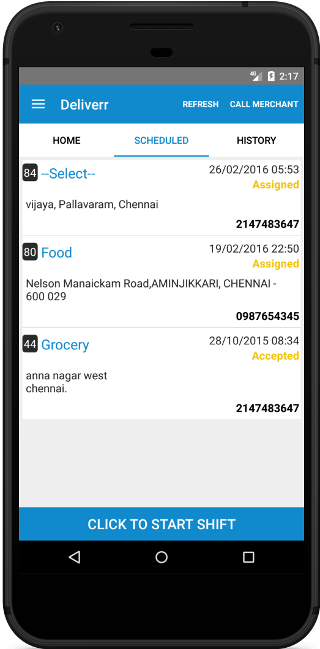 4G 2:17
Deliverr REFRESH CALL MERCHANT
HOME SCHEDULED HISTORY
84 --Select-- 26/02/2016 05:53
Assigned
vijaya, Pallavaram, Chennai
2147483647
80 Food 19/02/2016 22:50
Assigned
Nelson Manaickam Road,AMINJIKKARI, CHENNAI -
600 029
0987654345
44 Grocery 28/10/2015 08:34
Accepted
anna nagar west
chennai.
2147483647
CLICK TO START SHIFT